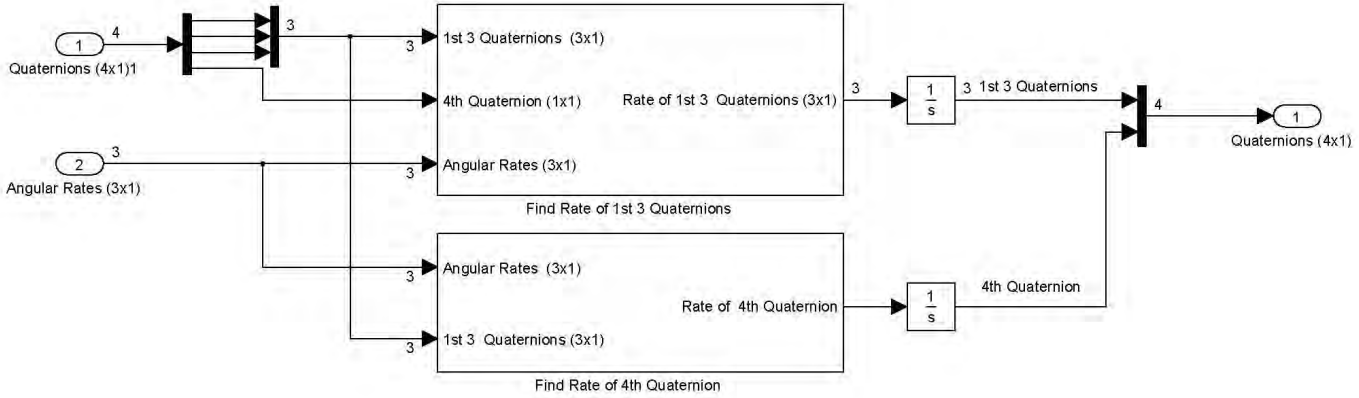 1
4
Quaternions (4x1)1
3
3
1st 3 Quaternions (3x1)
4th Quaternion (1x1)
Rate of 1st 3 Quaternions (3x1)
3
1
s
3
1st 3 Quaternions
4
1
Quaternions (4x1)
2
3
Angular Rates (3x1)
3
Angular Rates (3x1)
Find Rate of 1st 3 Quaternions
3
Angular Rates (3x1)
Rate of 4th Quaternion
1
s
4th Quaternion
3
1st 3 Quaternions (3x1)
Find Rate of 4th Quaternion